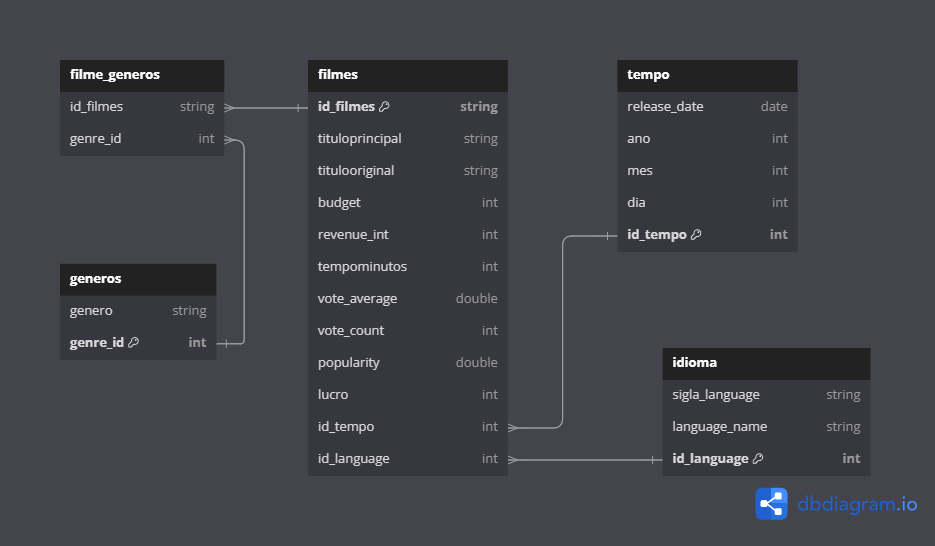 filme_generos
id_filmes string
genre_id int
generos
genero string
genre_id int
filmes
id_filmes string
tituloprincipal string
titulooriginal string
budget int
revenue_int int
tempominutos int
vote_average double
vote_count int
popularity double
lucro int
id_tempo int
id_language int
tempo
release_date date
ano int
mes int
dia int
id_tempo int
idioma
sigla_language string
language_name string
id_language int
dbdiagram.io